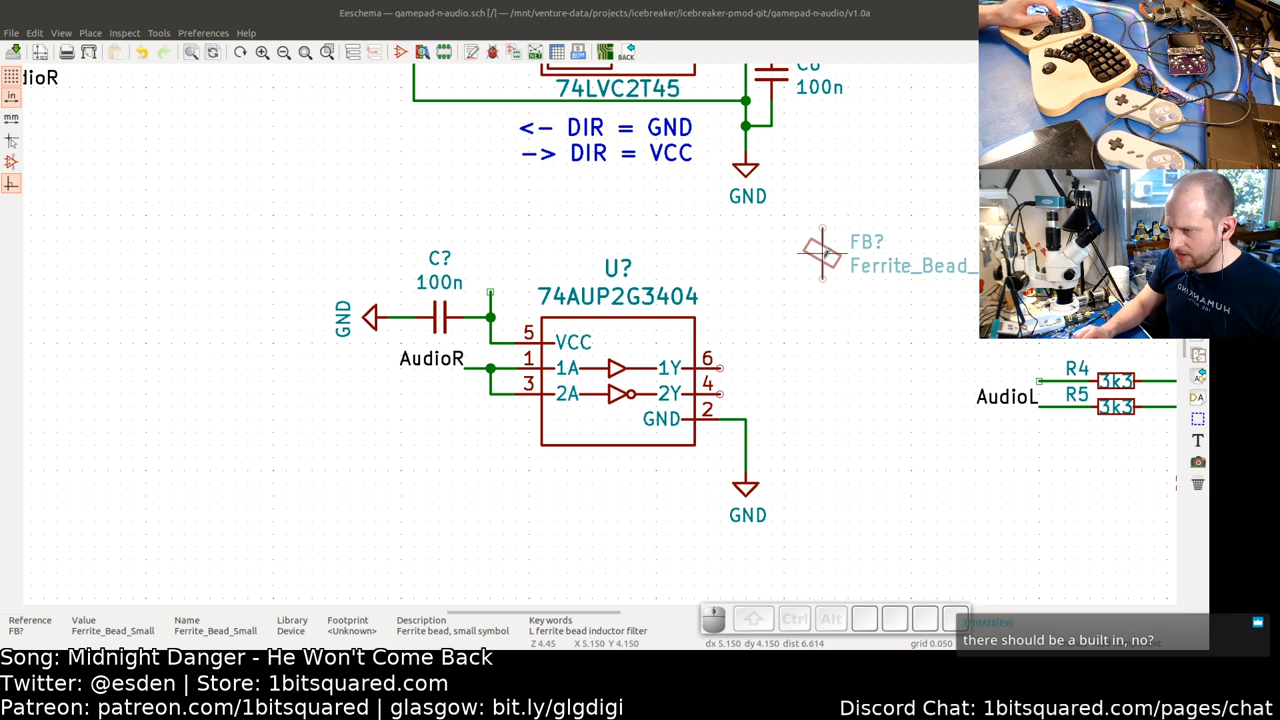 Eeschema — gamepad-n-audio.sch [/] — /mnt/venture-data/projects/icebreaker/icebreaker-pmod-git/gamepad-n-audio/v1.0a
File Edit View Place Inspect Tools Preferences Help
BOM
BACK
dioR
in
mm
74LVC2T45
100n
<- DIR = GND
-> DIR = VCC
GND
FB?
Ferrite_Bead_
C?
100n
GND
U?
74AUP2G3404
5 VCC
AudioR
1 1A 1Y 6
3 2A 2Y 4
GND 2
GND
AudioL
R4 3k3
R5 3k3
T
HUMANOID
Reference Value Name Library Footprint Description Key words
FB? Ferrite_Bead_Small Ferrite_Bead_Small Device <Unknown> Ferrite bead, small symbol L ferrite bead inductor filter
Ctrl Alt
Z 4.45 X 5.150 Y 4.150 dx 5.150 dy 4.150 dist 6.614 grid 0.050
there should be a built in, no?
Song: Midnight Danger - He Won't Come Back
Twitter: @esden | Store: 1bitsquared.com
Patreon: patreon.com/1bitsquared | glasgow: bit.ly/glgdigi
Discord Chat: 1bitsquared.com/pages/chat